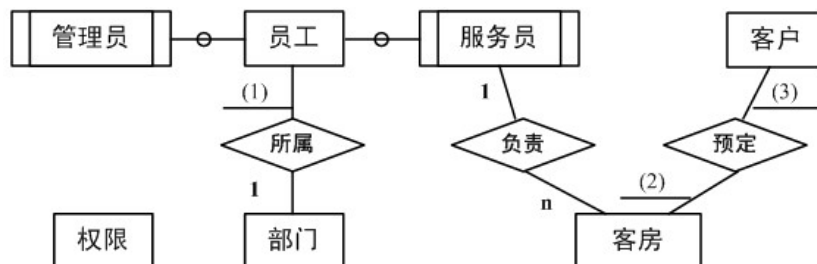 管理员 员工 服务员 客户
(1) 1 (3)
所属 负责 预定
1 (2)
n
权限 部门 客房